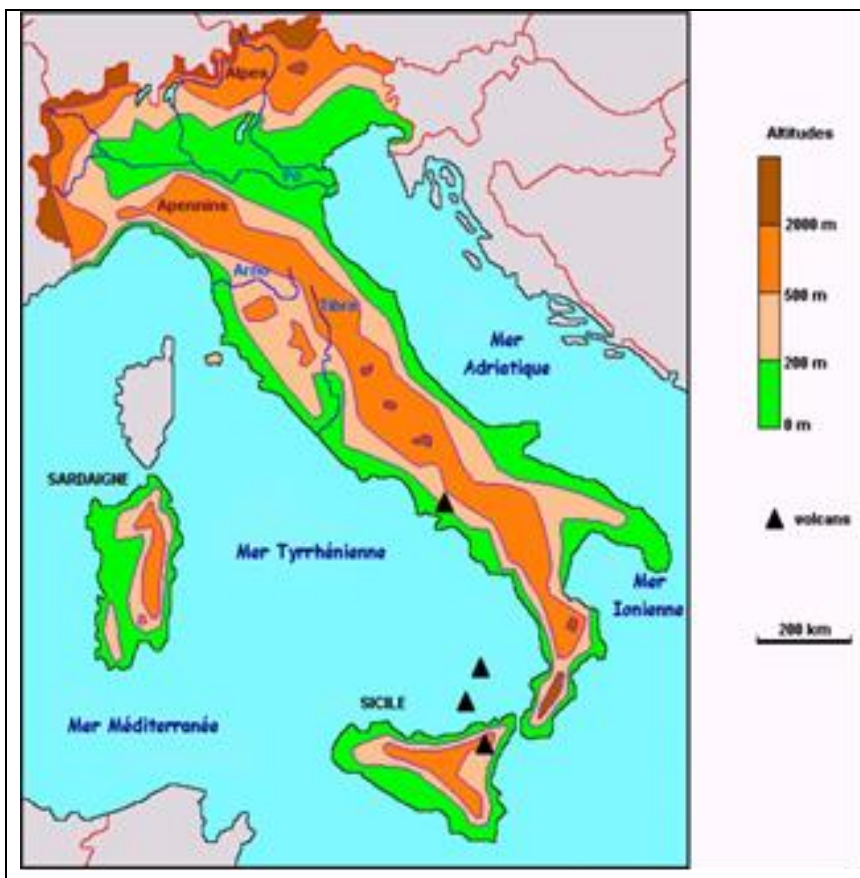 Alpes
Altitudes
Pô
2000 m
Apennins
500 m
Arno
Tibre
Mer
Adriatique
200 m
0 m
SARDAIGNE
volcans
Mer Tyrrhénienne
Mer
Ionienne
200 km
SICILE
Mer Méditerranée